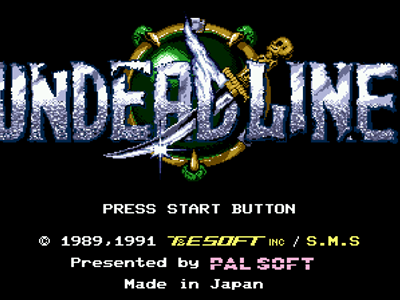 UNDEADLINE
PRESS START BUTTON
© 1989,1991 T&ESOFT INC / S.M.S
Presented by PAL SOFT
Made in Japan